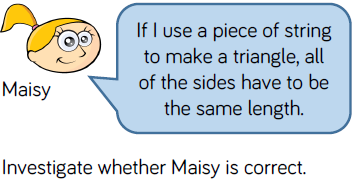 If I use a piece of string
to make a triangle, all
of the sides have to be
the same length.
Maisy
Investigate whether Maisy is correct.